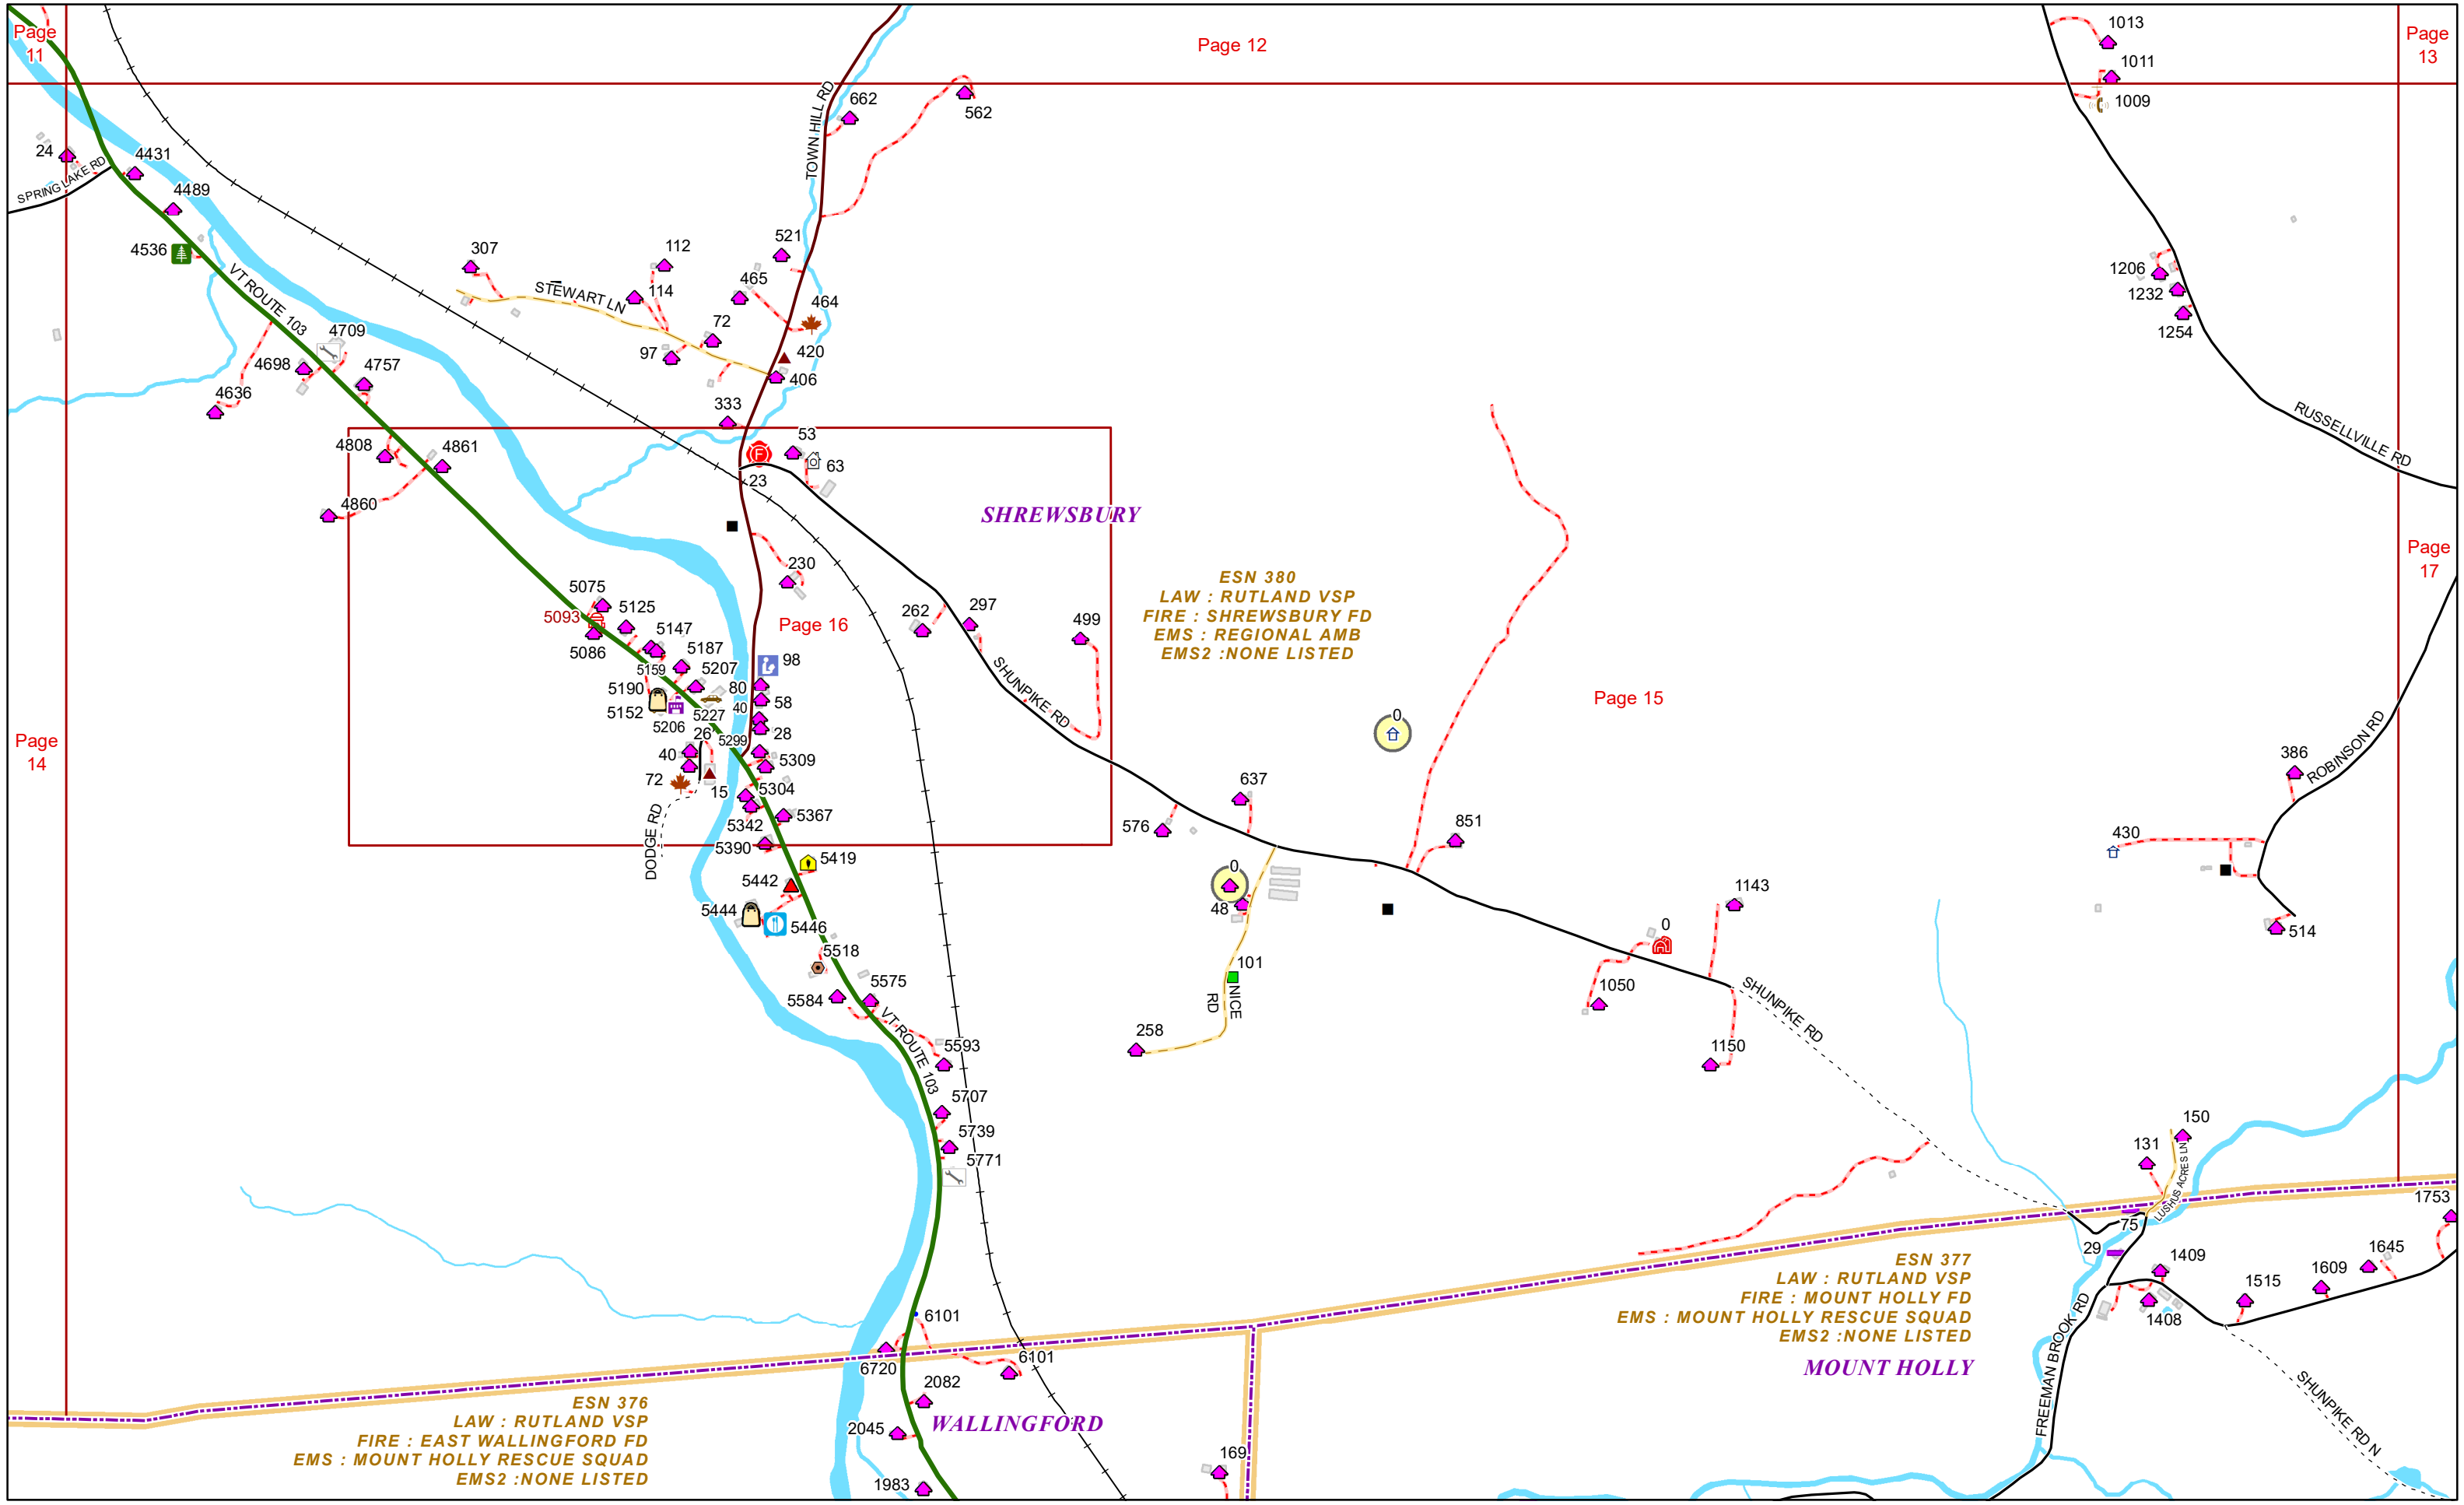 Page
11
Page 12
Page
13
1013
1011
1009
662
562
TOWN HILL RD
24
SPRING LAKE RD
4431
4489
4536
VT ROUTE 103
307
112
114
STEWART LN
521
465
464
72
97
420
406
333
1206
1232
1254
RUSSELLVILLE RD
4709
4698
4757
4636
4808
4861
4860
53
63
23
SHREWSBURY
230
Page
17
ESN 380
LAW : RUTLAND VSP
FIRE : SHREWSBURY FD
EMS : REGIONAL AMB
EMS2 :NONE LISTED
5075
5093
5125
5086
5147
5187
5159
5207
5190
5152
5206
5227
Page 16
262
297
499
98
80
58
40
28
26
5299
40
72
15
5309
5304
5342
5367
5390
DODGE RD
SHUNPIKE RD
Page 15
0
Page
14
386
ROBINSON RD
430
514
637
576
851
0
48
5419
5442
5444
5446
5518
5575
5584
1143
0
1050
1150
SHUNPIKE RD
101
NICE
RD
258
VT ROUTE 103
5593
5707
5739
5771
150
131
LUSHUS ACRES LN
75
29
1753
1409
1408
1515
1609
1645
ESN 377
LAW : RUTLAND VSP
FIRE : MOUNT HOLLY FD
EMS : MOUNT HOLLY RESCUE SQUAD
EMS2 :NONE LISTED
MOUNT HOLLY
FREEMAN BROOK RD
SHUNPIKE RD N
6101
6720
6101
2082
2045
WALLINGFORD
1983
169
ESN 376
LAW : RUTLAND VSP
FIRE : EAST WALLINGFORD FD
EMS : MOUNT HOLLY RESCUE SQUAD
EMS2 :NONE LISTED